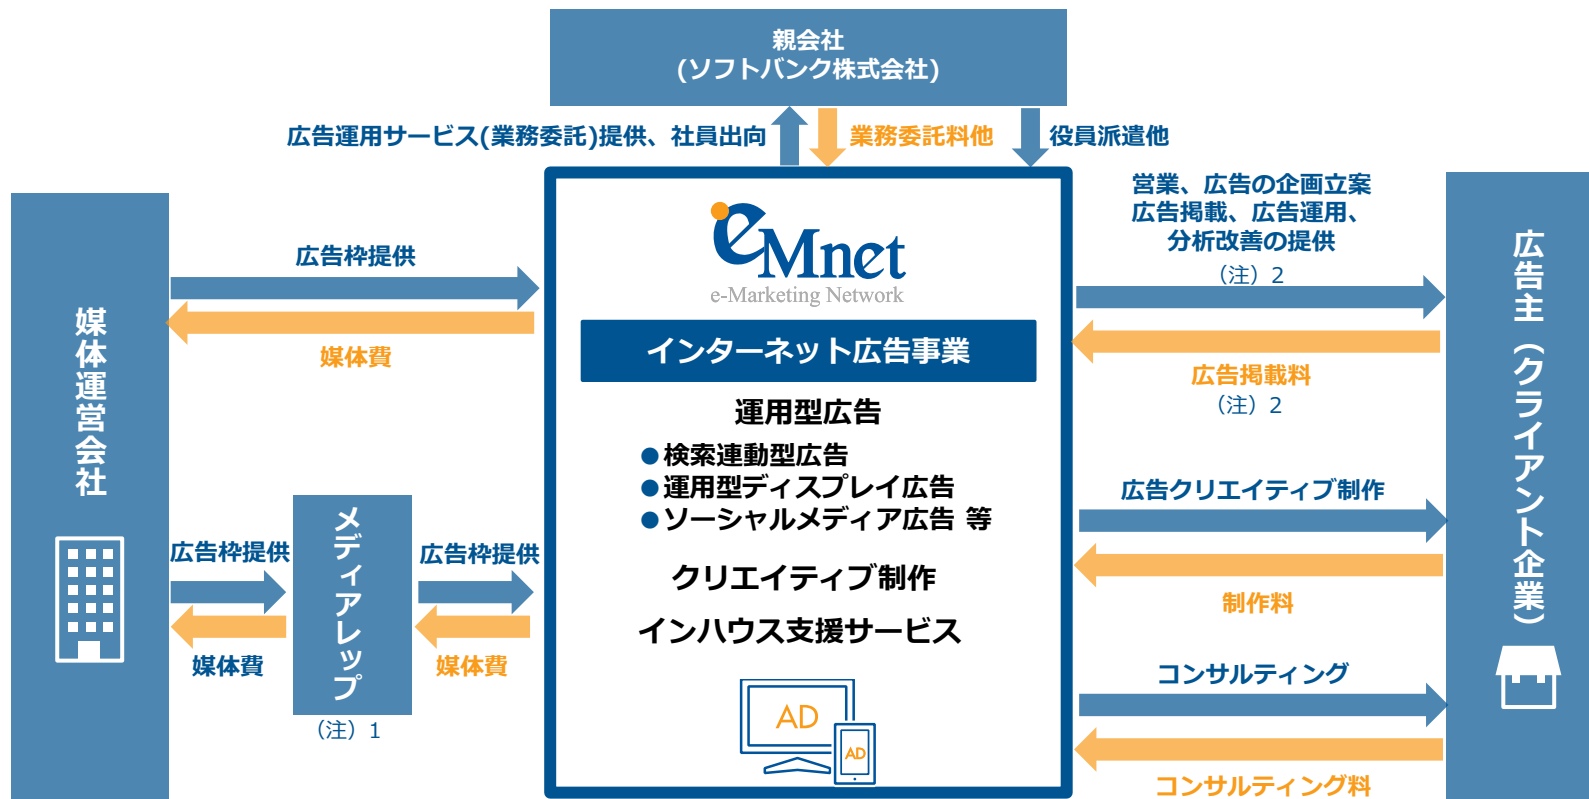 親会社
(ソフトバンク株式会社)
広告運用サービス(業務委託)提供、社員出向
業務委託料他
役員派遣他
媒体運営会社
広告枠提供
媒体費
広告枠提供
媒体費
メディアレップ
(注) 1
広告枠提供
媒体費
eMnet
e-Marketing Network
インターネット広告事業
運用型広告
●検索連動型広告
●運用型ディスプレイ広告
●ソーシャルメディア広告 等
クリエイティブ制作
インハウス支援サービス
AD
AD
営業、広告の企画立案
広告掲載、広告運用、
分析改善の提供
(注) 2
広告掲載料
(注) 2
広告クリエイティブ制作
制作料
コンサルティング
コンサルティング料
広告主(クライアント企業)